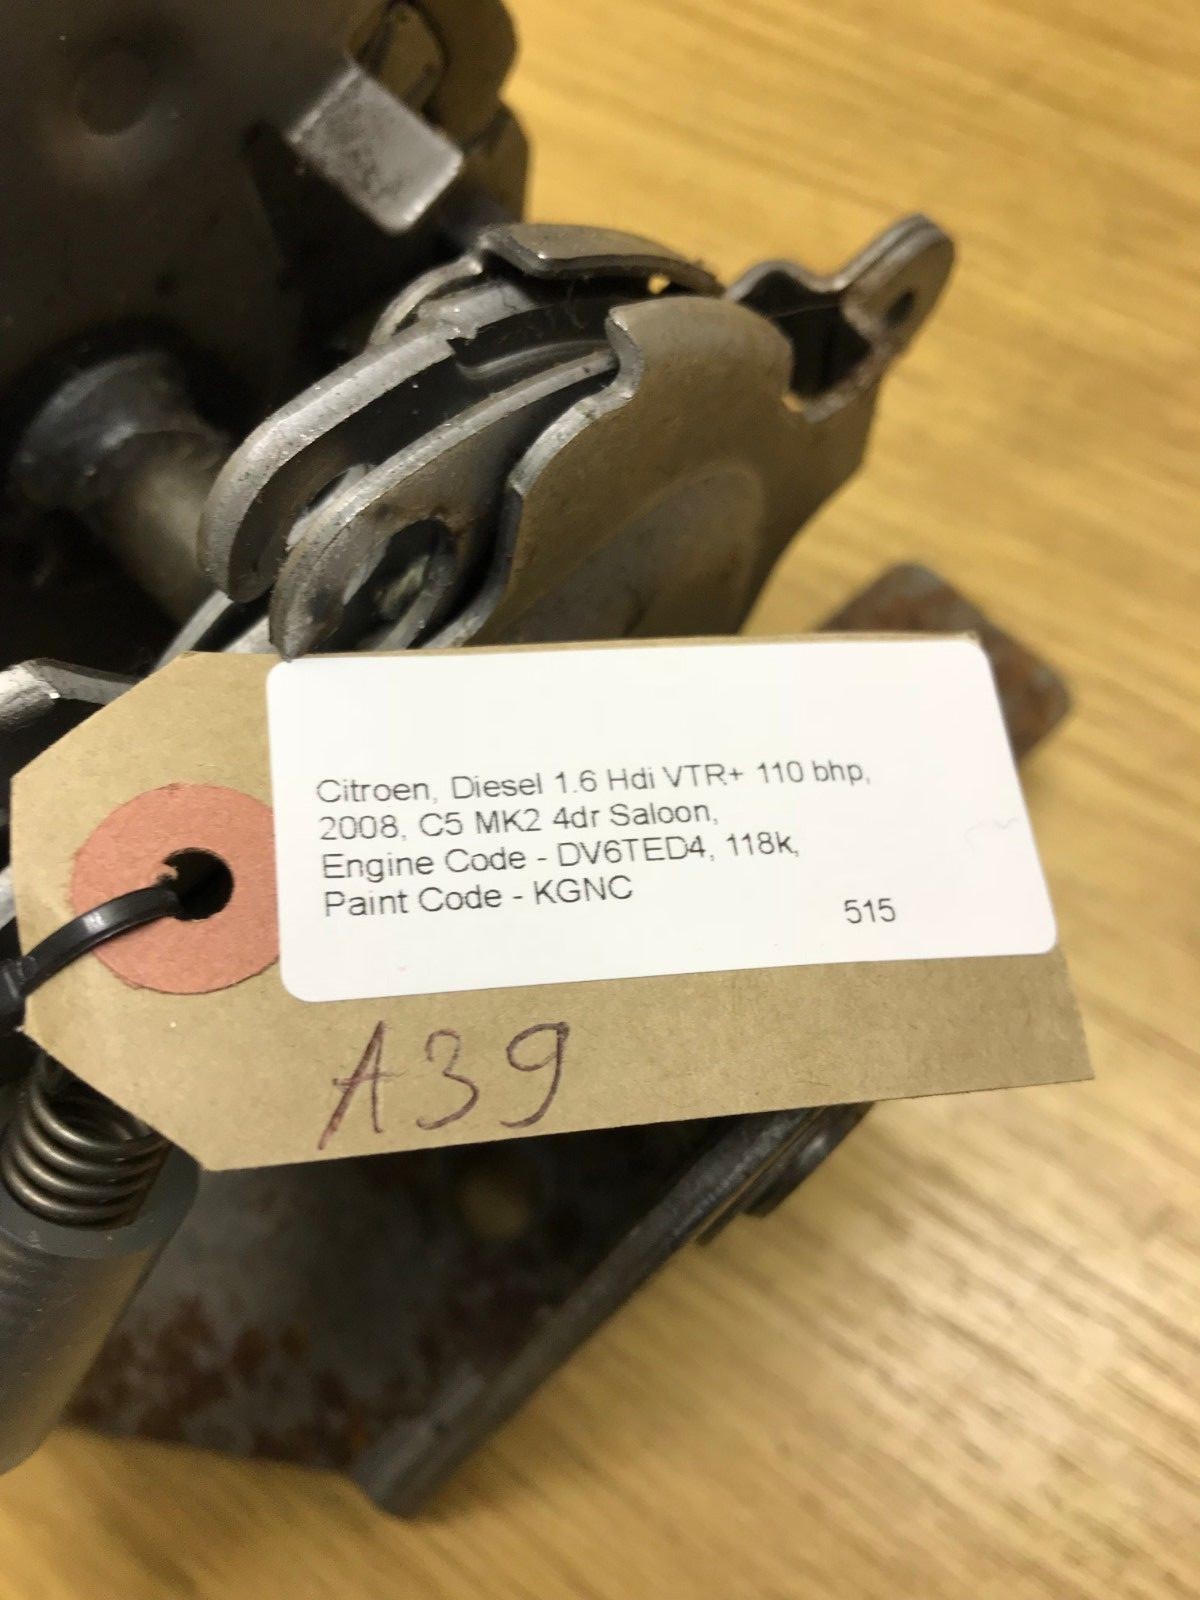 Citroen, Diesel 1.6 Hdi VTR+ 110 bhp,
2008, C5 MK2 4dr Saloon,
Engine Code - DV6TED4, 118k,
Paint Code - KGNC
515
A39